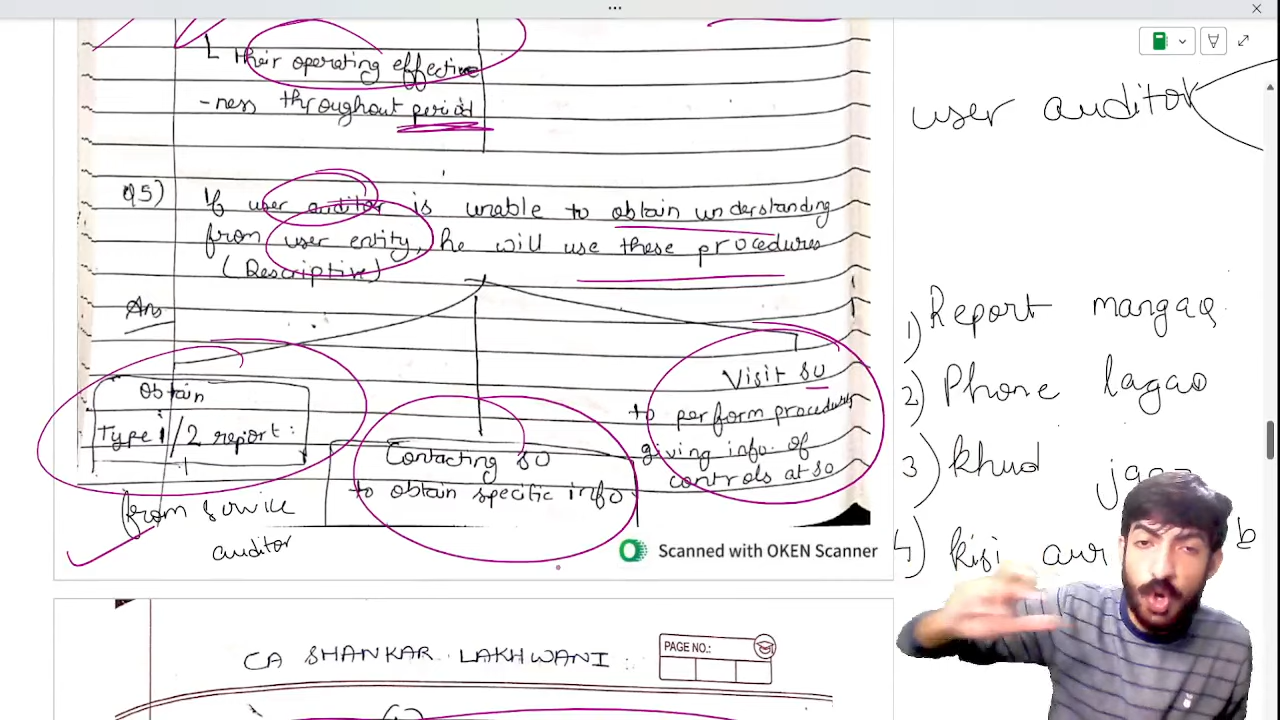 their operating effective
-ness throughout period
Q5) If user auditor is unable to obtain understanding
from user entity, he will use these procedures
(Descriptive)
Ans
Obtain
Type 1/2 report:
from service
auditor
Contacting SO
to obtain specific info
Visit SO
to perform procedures
giving info. of
controls at SO
Scanned with OKEN Scanner
CA SHANKAR LAKHWANI
PAGE NO.:
user auditor
1) Report mangao
2) Phone lagao
3) khud jao
4) kisi aur b